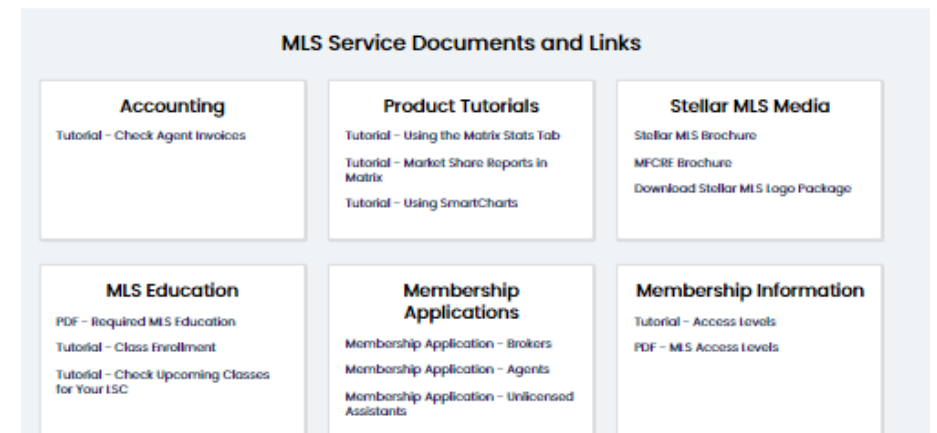 MLS Service Documents and Links
Accounting
Tutorial - Check Agent Invoices
Product Tutorials
Tutorial - Using the Matrix Stats Tab
Tutorial - Market Share Reports in
Matrix
Tutorial - Using SmartCharts
Stellar MLS Media
Stellar MLS Brochure
MFCRE Brochure
Download Stellar MLS Logo Package
MLS Education
PDF - Required MLS Education
Tutorial - Class Enrollment
Tutorial - Check Upcoming Classes
for Your LSC
Membership
Applications
Membership Application - Brokers
Membership Application - Agents
Membership Application - Unlicensed
Assistants
Membership Information
Tutorial - Access Levels
PDF - MLS Access Levels